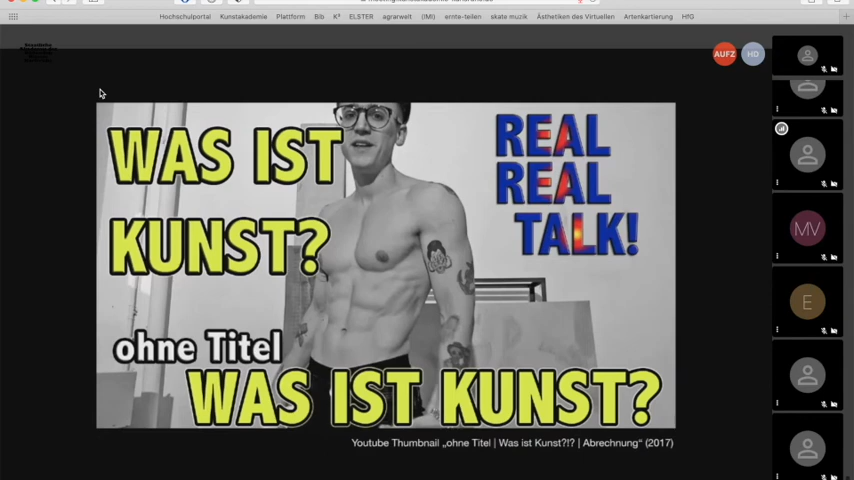 Hochschulportal Kunstakademie Plattform Bib K³ ELSTER agrarwelt (IMI) ernte-teilen skate muzik Ästhetiken des Virtuellen Artenkartierung HfG
AUFZ HD
WAS IST
KUNST?
REAL
REAL
TALK!
ohne Titel
WAS IST KUNST?
MV
E
Youtube Thumbnail „ohne Titel | Was ist Kunst?!? | Abrechnung“ (2017)